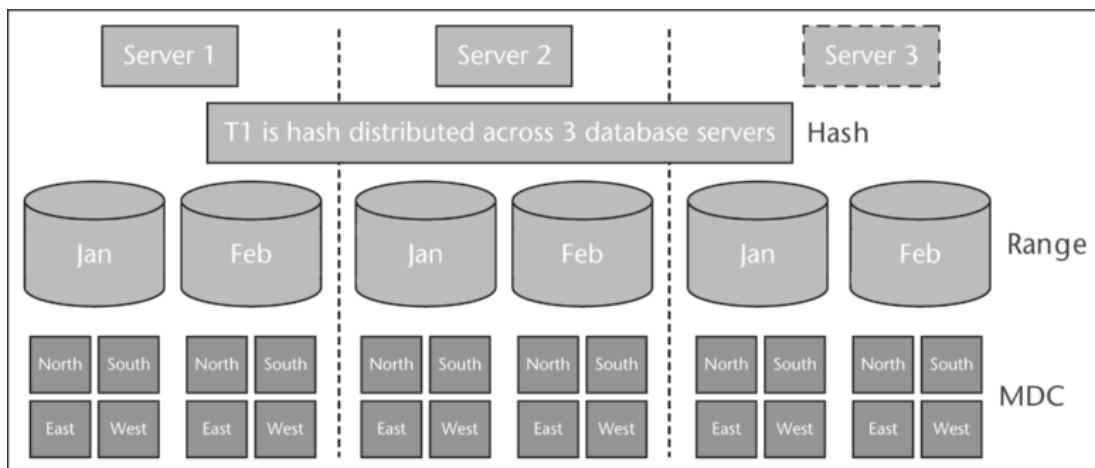 Server 1 Server 2 Server 3
T1 is hash distributed across 3 database servers Hash
Jan Feb Jan Feb Jan Feb Range
North South North South North South North South North South North South
MDC
East West East West East West East West East West East West